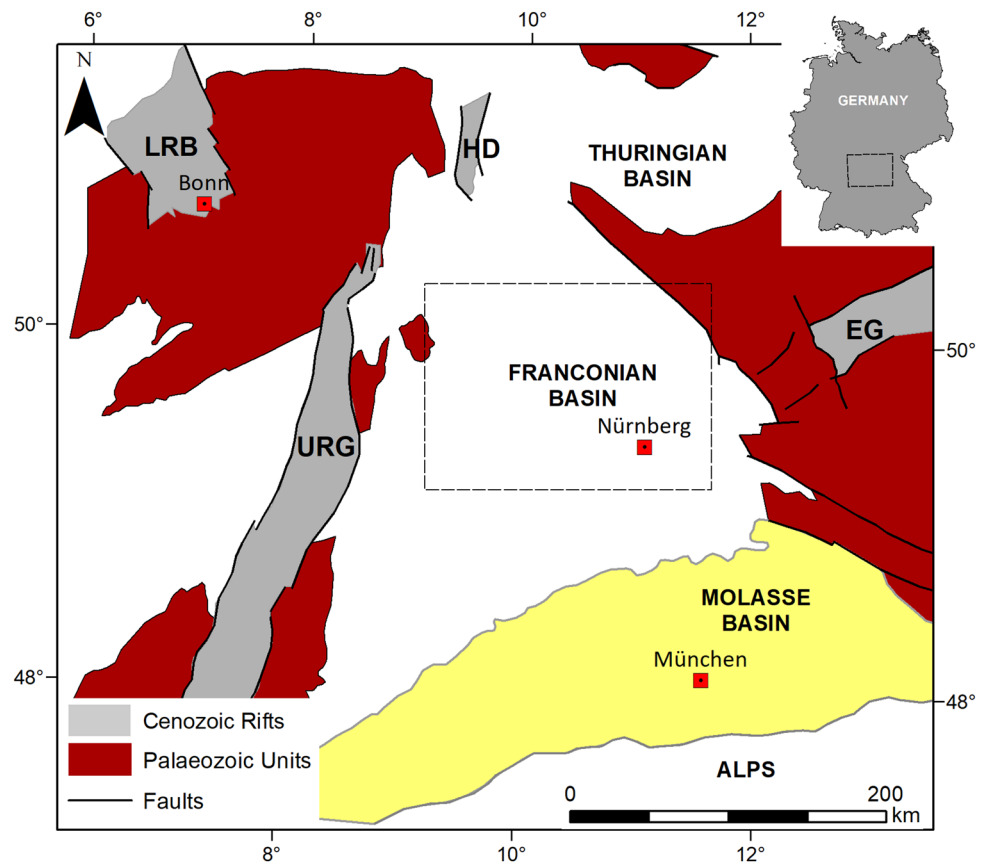 6°
8°
10°
12°
N
GERMANY
LRB
HD
THURINGIAN
BASIN
Bonn
50°
EG
50°
FRANCONIAN
BASIN
Nürnberg
URG
MOLASSE
BASIN
München
48°
48°
Cenozoic Rifts
Palaeozoic Units
Faults
ALPS
0
200
km
8°
10°
12°